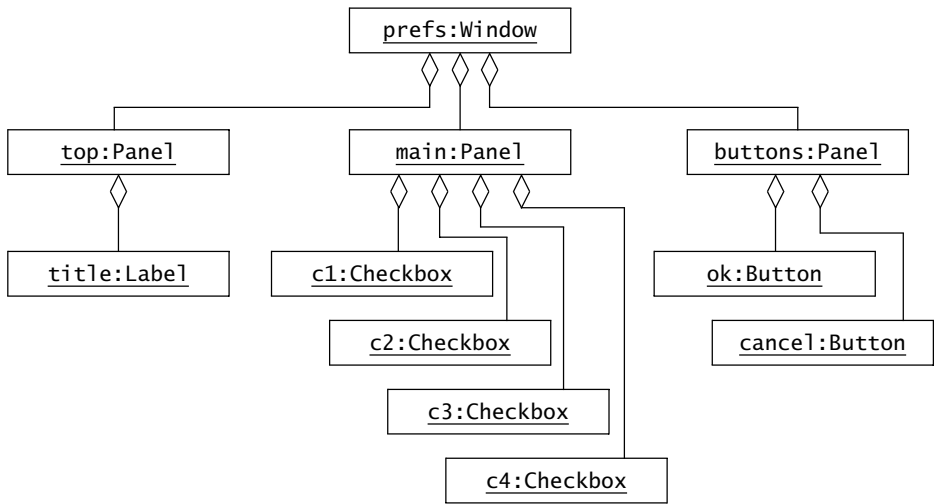 prefs:Window
top:Panel
main:Panel
buttons:Panel
title:Label
c1:Checkbox
ok:Button
c2:Checkbox
cancel:Button
c3:Checkbox
c4:Checkbox